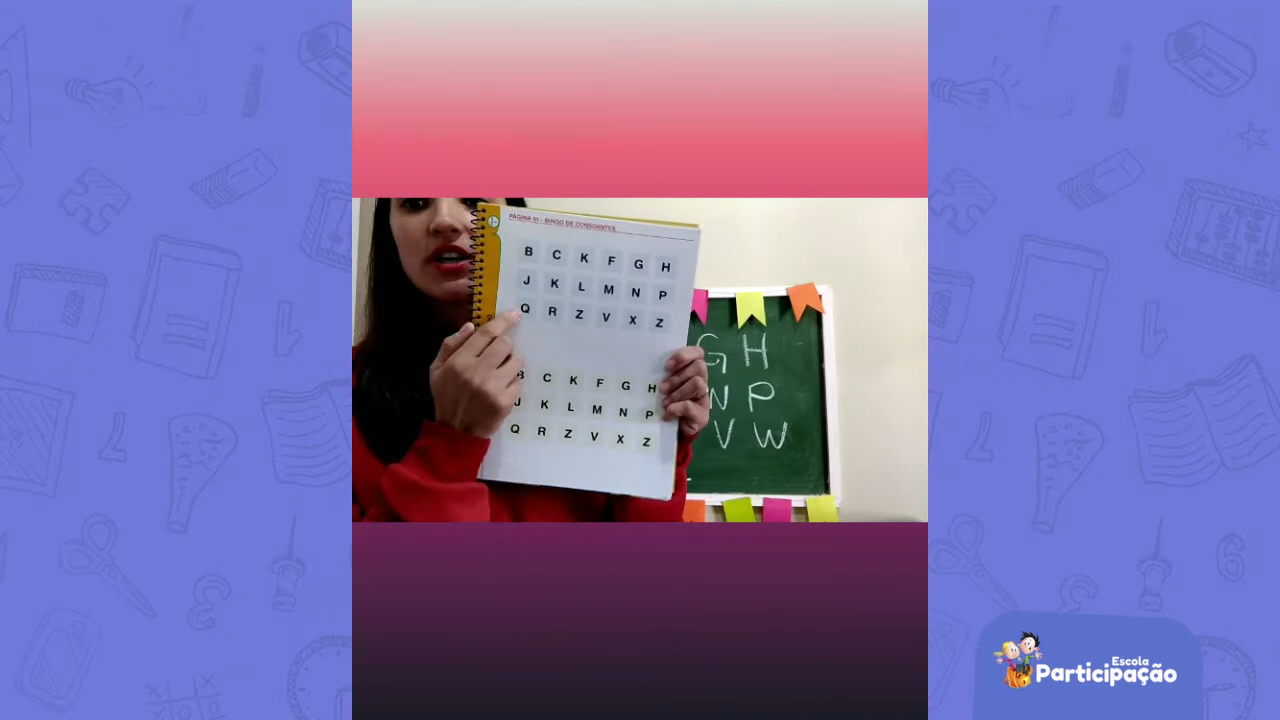 PÁGINA 61 - BINGO DE CONSOANTES
B C K F G H
J K L M N P
Q R Z V X Z
B C K F G H
J K L M N P
Q R Z V X Z
G H
N P
V W
Escola
Participação